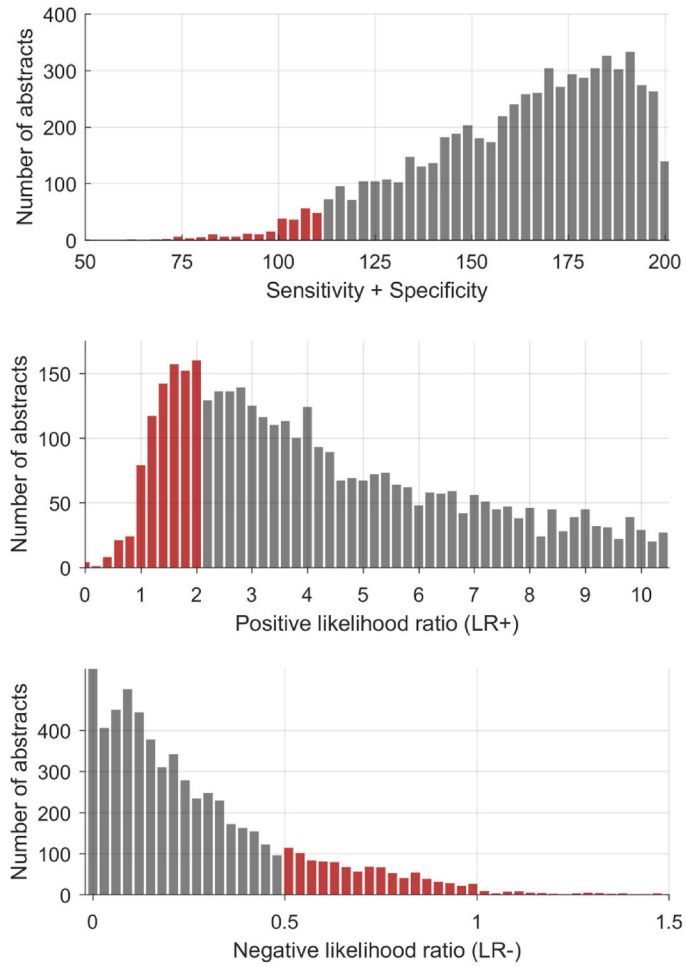 Number of abstracts
400
300
200
100
0
50 75 100 125 150 175 200
Sensitivity + Specificity
Number of abstracts
150
100
50
0
0 1 2 3 4 5 6 7 8 9 10
Positive likelihood ratio (LR+)
Number of abstracts
400
300
200
100
0
0 0.5 1 1.5
Negative likelihood ratio (LR-)